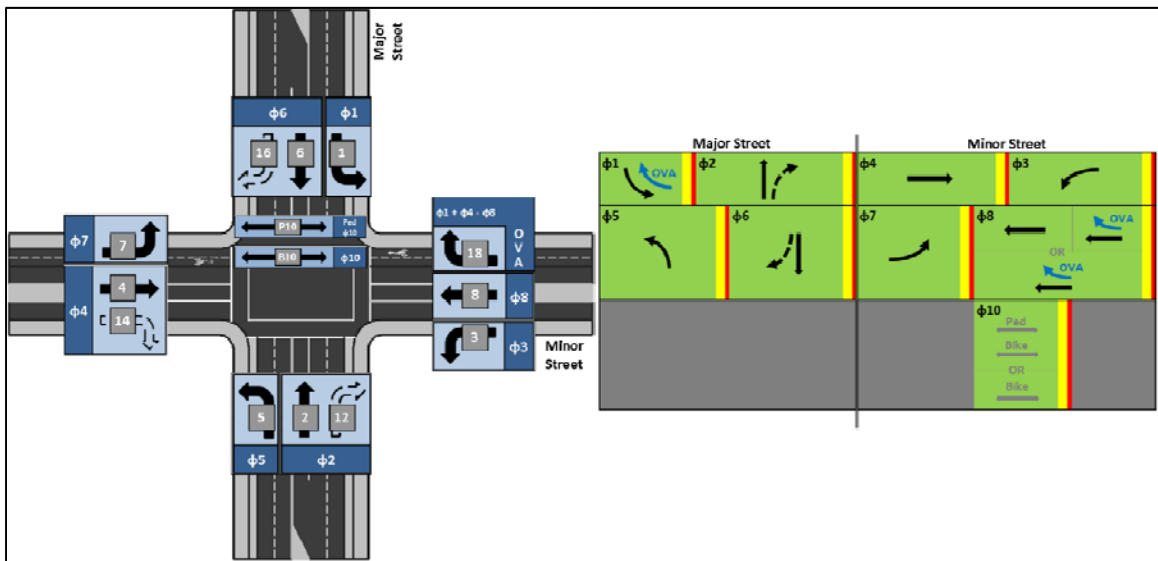 Major
Street
ϕ6
ϕ1
16
6
1
P10
Ped
ϕ10
B10
ϕ10
ϕ7
7
ϕ4
4
14
ϕ1 + ϕ4 - ϕ8
O
V
A
18
8
ϕ8
3
ϕ3
Minor
Street
5
2
12
ϕ5
ϕ2
Major Street
Minor Street
ϕ1
OVA
ϕ2
ϕ4
ϕ3
ϕ5
ϕ6
ϕ7
ϕ8
OVA
OR
OVA
ϕ10
Ped
Bike
OR
Bike